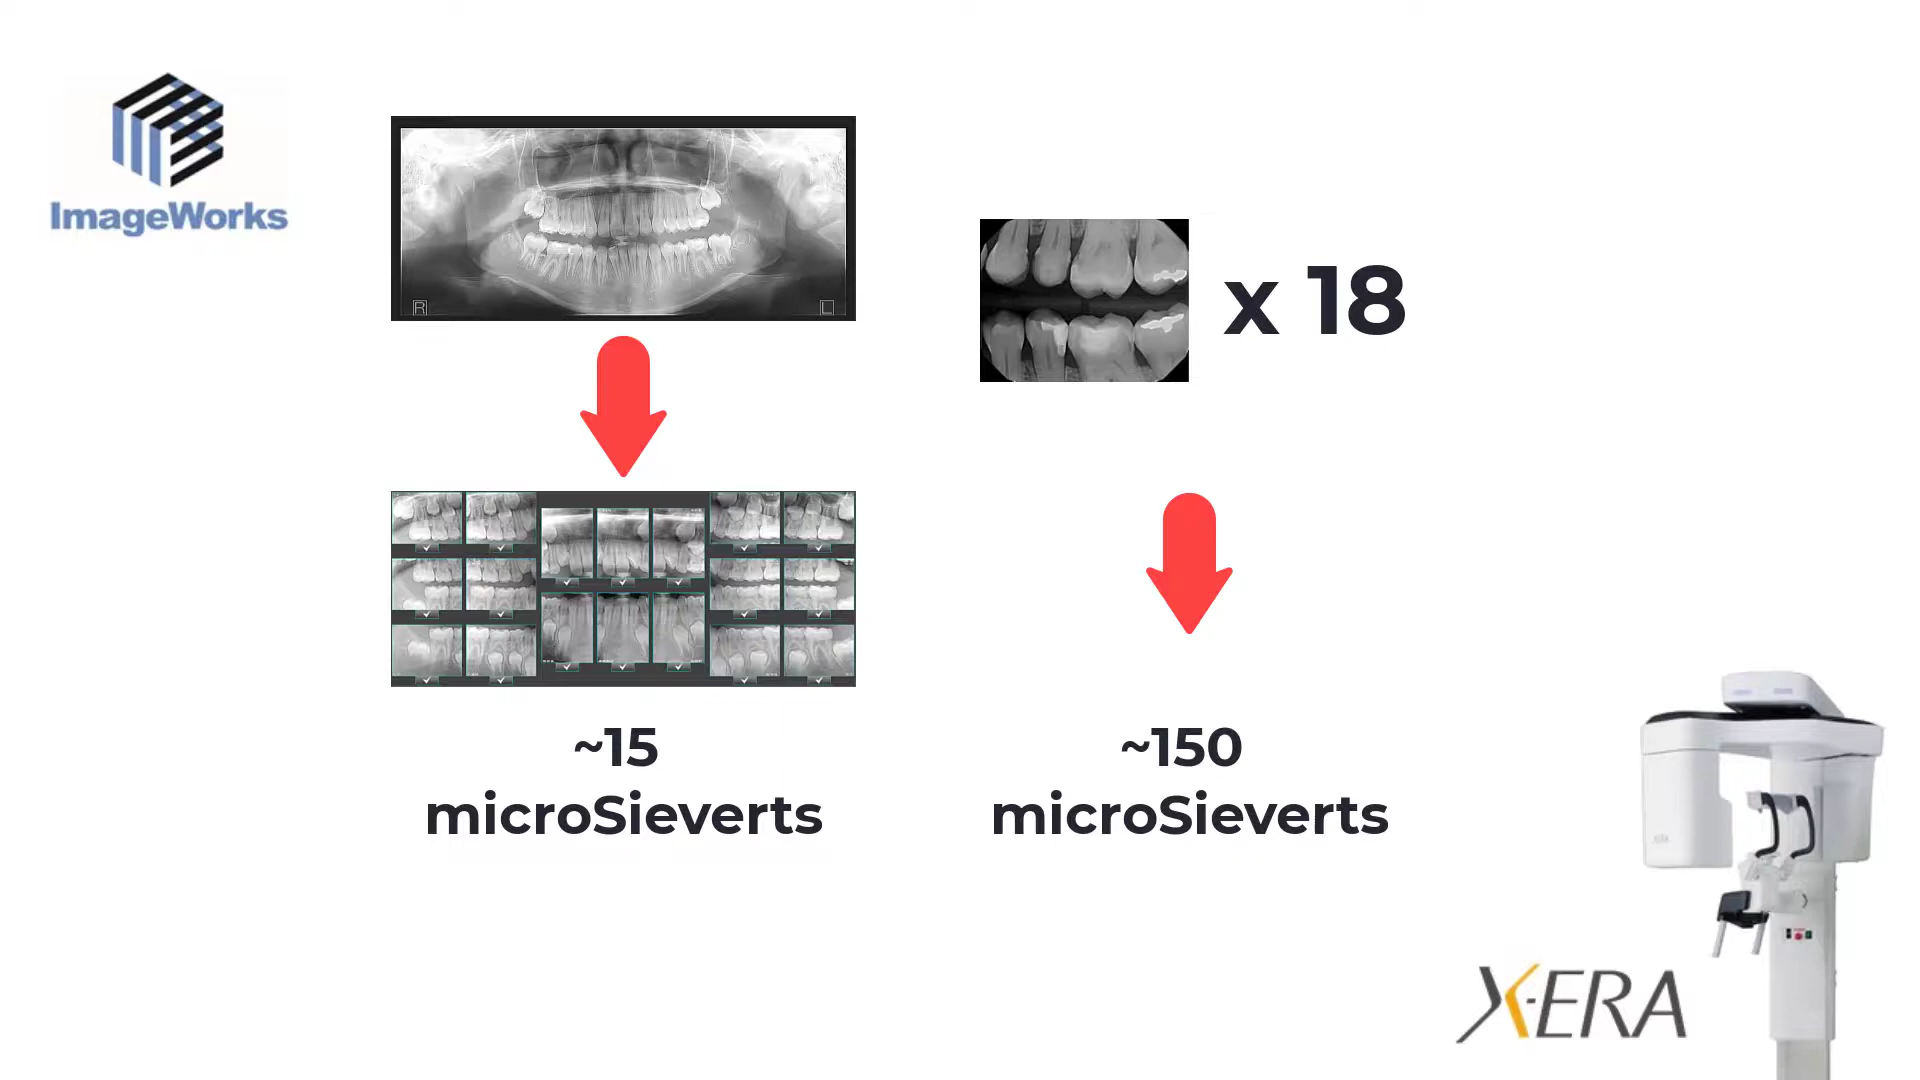 ImageWorks
R
L
x 18
~15
microSieverts
~150
microSieverts
X-ERA